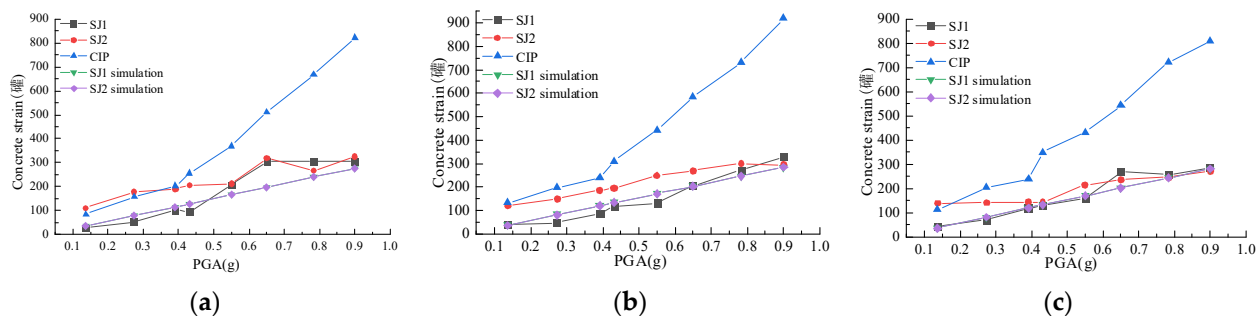 900
800
700
600
500
400
300
200
100
0
Concrete strain (罐)
SJ1
SJ2
CIP
SJ1 simulation
SJ2 simulation
0.1 0.2 0.3 0.4 0.5 0.6 0.7 0.8 0.9 1.0
PGA(g)
(a)
900
800
700
600
500
400
300
200
100
0
Concrete strain (罐)
SJ1
SJ2
CIP
SJ1 simulation
SJ2 simulation
0.1 0.2 0.3 0.4 0.5 0.6 0.7 0.8 0.9 1.0
PGA(g)
(b)
900
800
700
600
500
400
300
200
100
0
Concrete strain (罐)
SJ1
SJ2
CIP
SJ1 simulation
SJ2 simulation
0.1 0.2 0.3 0.4 0.5 0.6 0.7 0.8 0.9 1.0
PGA(g)
(c)